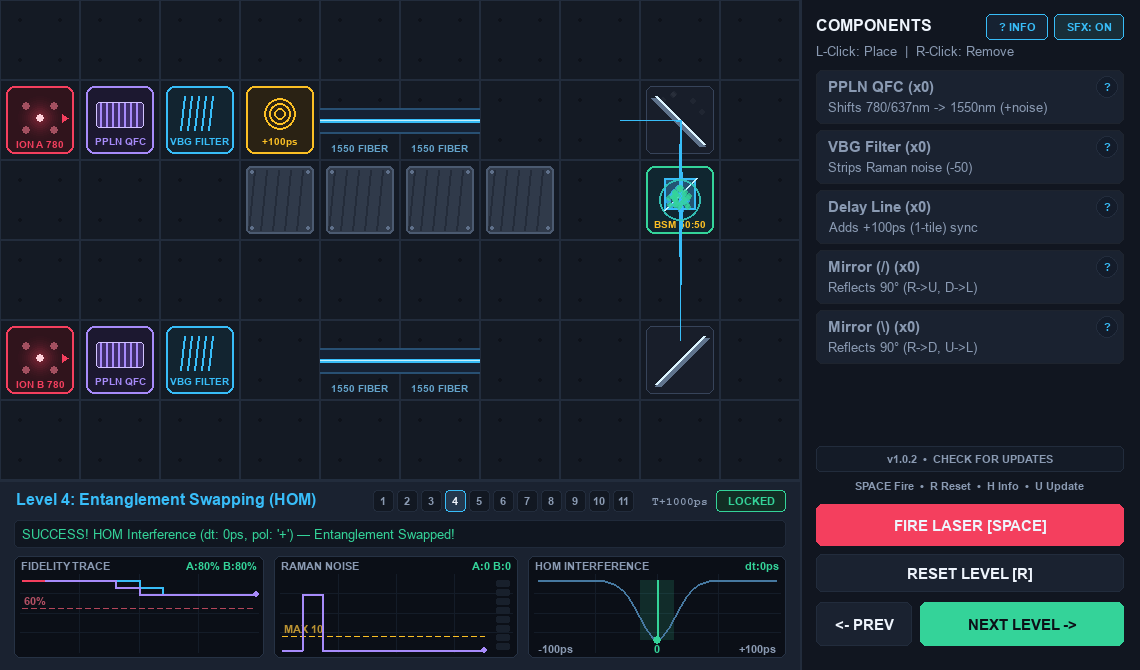 COMPONENTS
? INFO
SFX: ON
L-Click: Place | R-Click: Remove
PPLN QFC (x0)
?
Shifts 780/637nm -> 1550nm (+noise)
VBG Filter (x0)
?
Strips Raman noise (-50)
Delay Line (x0)
?
Adds +100ps (1-tile) sync
Mirror (/) (x0)
?
Reflects 90° (R->U, D->L)
Mirror (\) (x0)
?
Reflects 90° (R->D, U->L)
ION A 780
PPLN QFC
VBG FILTER
+100ps
1550 FIBER
1550 FIBER
BSM 50:50
ION B 780
PPLN QFC
VBG FILTER
1550 FIBER
1550 FIBER
v1.0.2 • CHECK FOR UPDATES
SPACE Fire • R Reset • H Info • U Update
FIRE LASER [SPACE]
RESET LEVEL [R]
<- PREV
NEXT LEVEL ->
Level 4: Entanglement Swapping (HOM)
1 2 3 4 5 6 7 8 9 10 11
T+1000ps
LOCKED
SUCCESS! HOM Interference (dt: 0ps, pol: '+') — Entanglement Swapped!
FIDELITY TRACE
A:80% B:80%
60%
RAMAN NOISE
A:0 B:0
MAX 10
HOM INTERFERENCE
dt:0ps
-100ps
0
+100ps